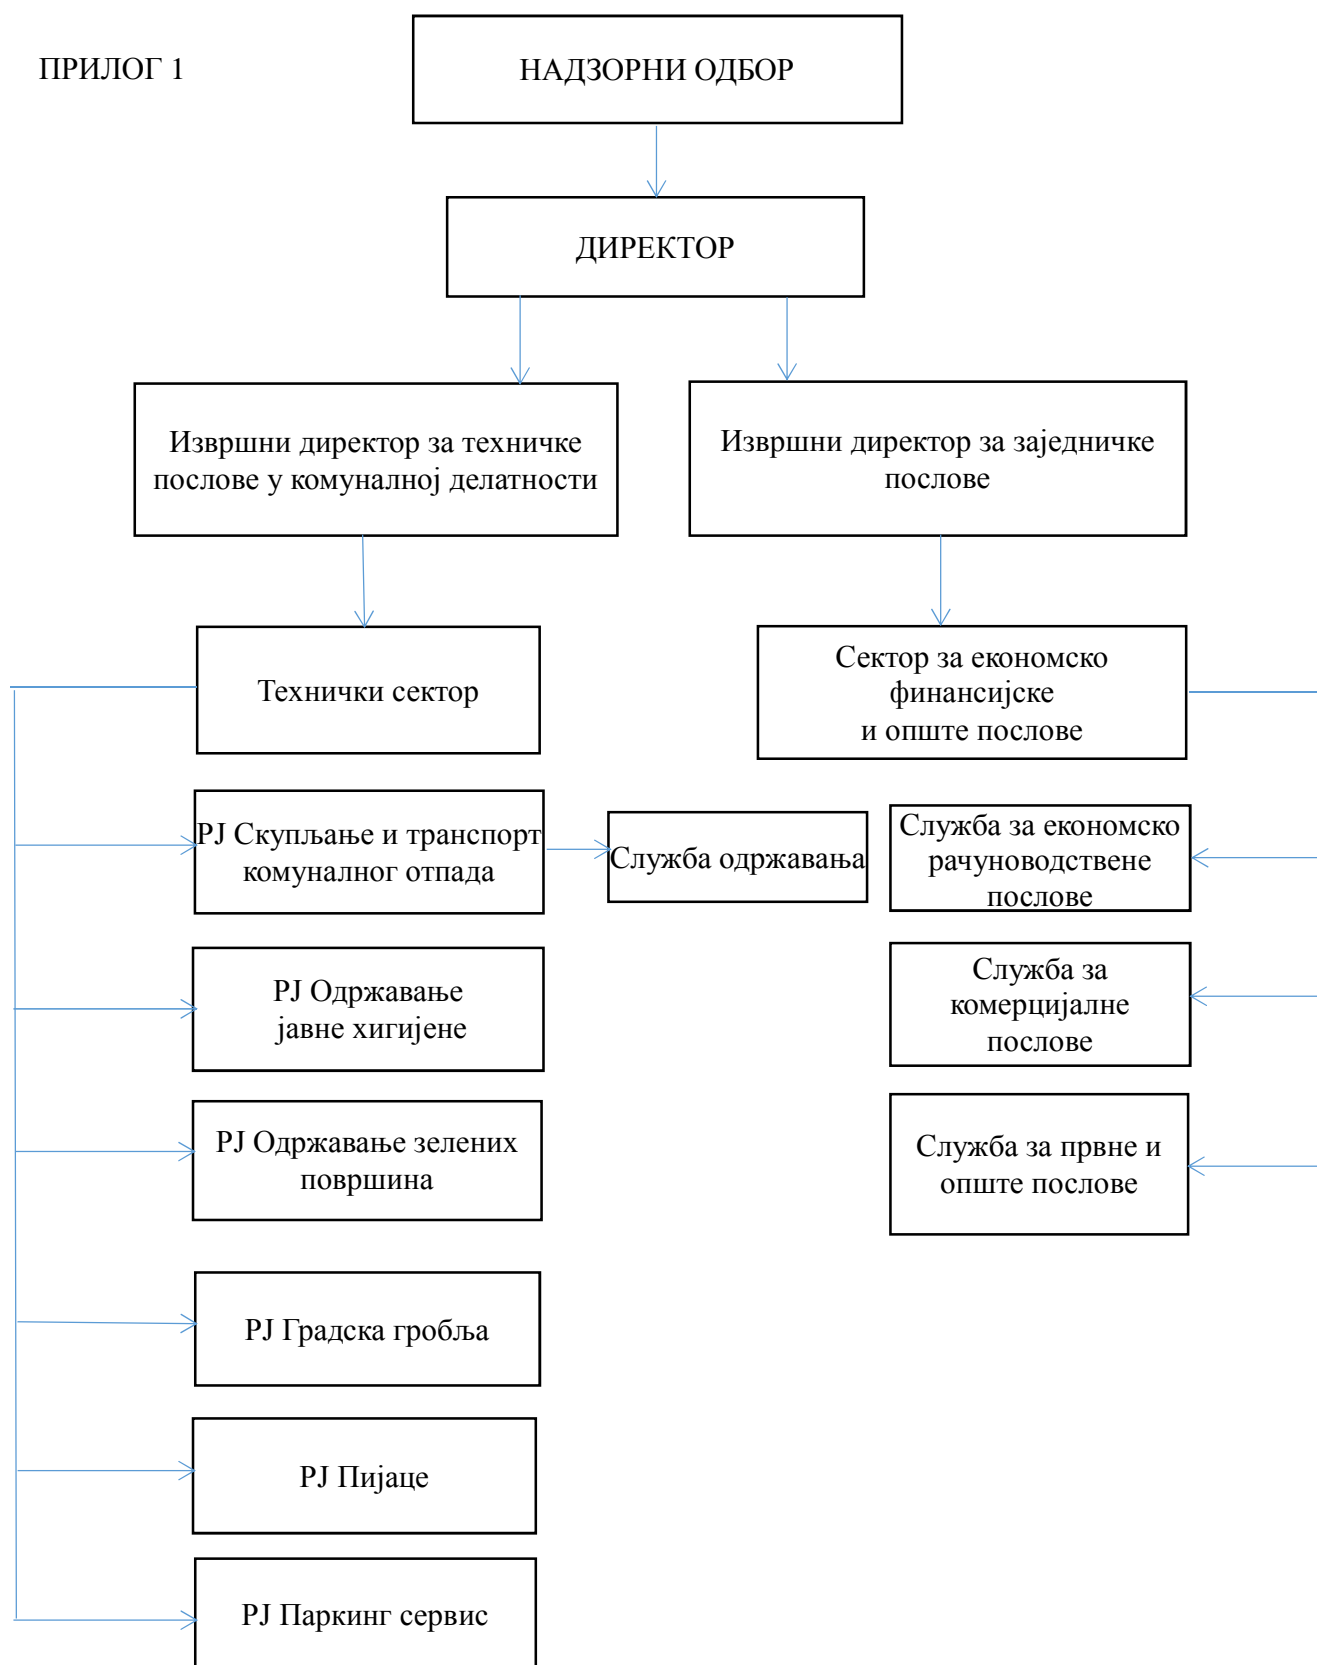 ПРИЛОГ 1
НАДЗОРНИ ОДБОР
ДИРЕКТОР
Извршни директор за техничке
послове у комуналној делатности
Извршни директор за заједничке
послове
Технички сектор
Сектор за економско
финансијске
и опште послове
РЈ Скупљање и транспорт
комуналног отпада
Служба одржавања
Служба за економско
рачуноводствене
послове
РЈ Одржавање
јавне хигијене
Служба за
комерцијалне
послове
РЈ Одржавање зелених
површина
Служба за првне и
опште послове
РЈ Градска гробља
РЈ Пијаце
РЈ Паркинг сервис